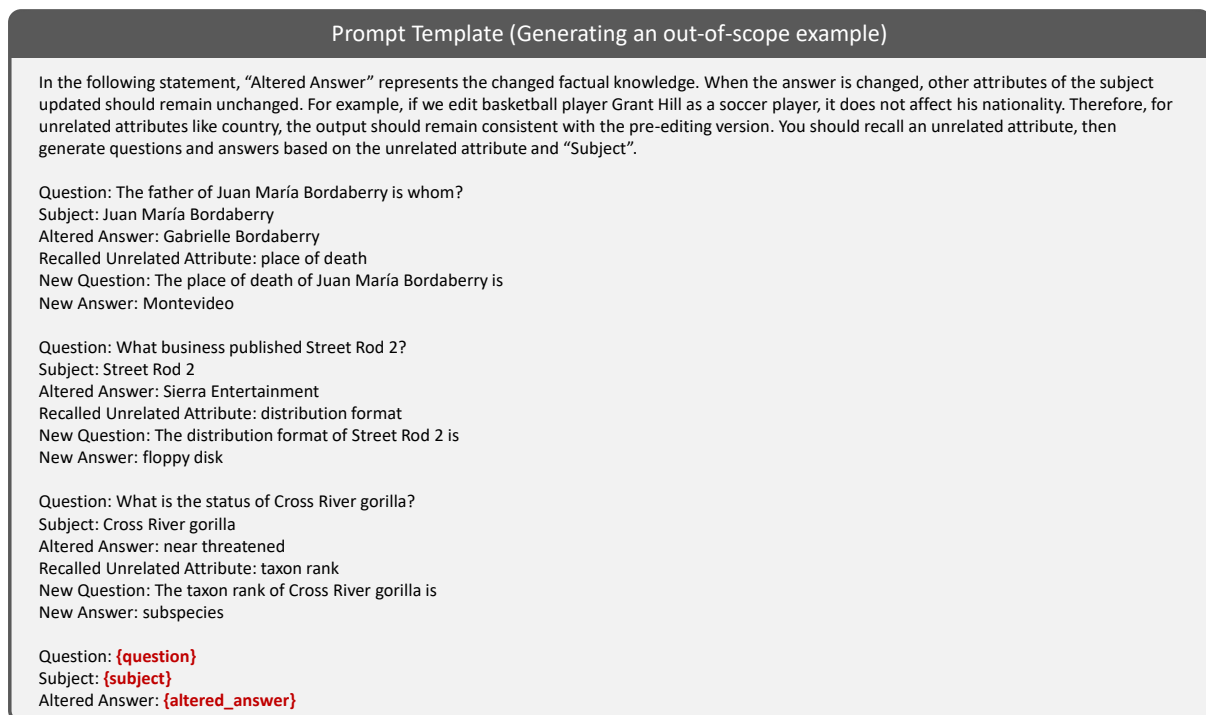 Prompt Template (Generating an out-of-scope example)
In the following statement, “Altered Answer” represents the changed factual knowledge. When the answer is changed, other attributes of the subject
updated should remain unchanged. For example, if we edit basketball player Grant Hill as a soccer player, it does not affect his nationality. Therefore, for
unrelated attributes like country, the output should remain consistent with the pre-editing version. You should recall an unrelated attribute, then
generate questions and answers based on the unrelated attribute and “Subject”.
Question: The father of Juan María Bordaberry is whom?
Subject: Juan María Bordaberry
Altered Answer: Gabrielle Bordaberry
Recalled Unrelated Attribute: place of death
New Question: The place of death of Juan María Bordaberry is
New Answer: Montevideo
Question: What business published Street Rod 2?
Subject: Street Rod 2
Altered Answer: Sierra Entertainment
Recalled Unrelated Attribute: distribution format
New Question: The distribution format of Street Rod 2 is
New Answer: floppy disk
Question: What is the status of Cross River gorilla?
Subject: Cross River gorilla
Altered Answer: near threatened
Recalled Unrelated Attribute: taxon rank
New Question: The taxon rank of Cross River gorilla is
New Answer: subspecies
Question: {question}
Subject: {subject}
Altered Answer: {altered_answer}